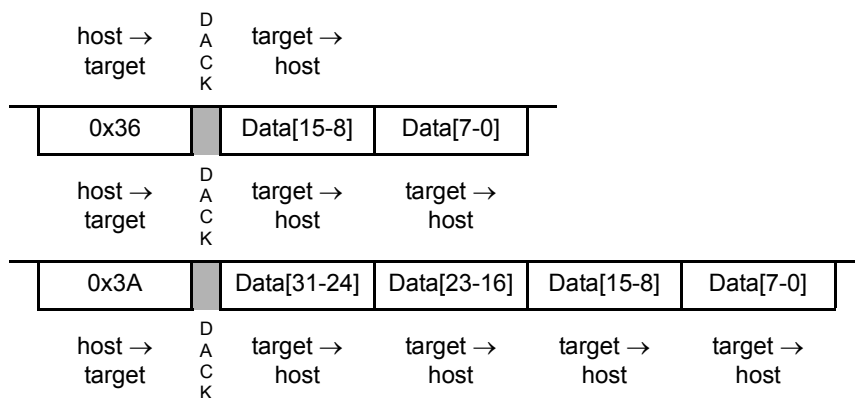 host → D A C K target →
target host
0x36 Data[15-8] Data[7-0]
host → D A C K target → target →
target host host
0x3A Data[31-24] Data[23-16] Data[15-8] Data[7-0]
host → D A C K target → target → target → target →
target host host host host